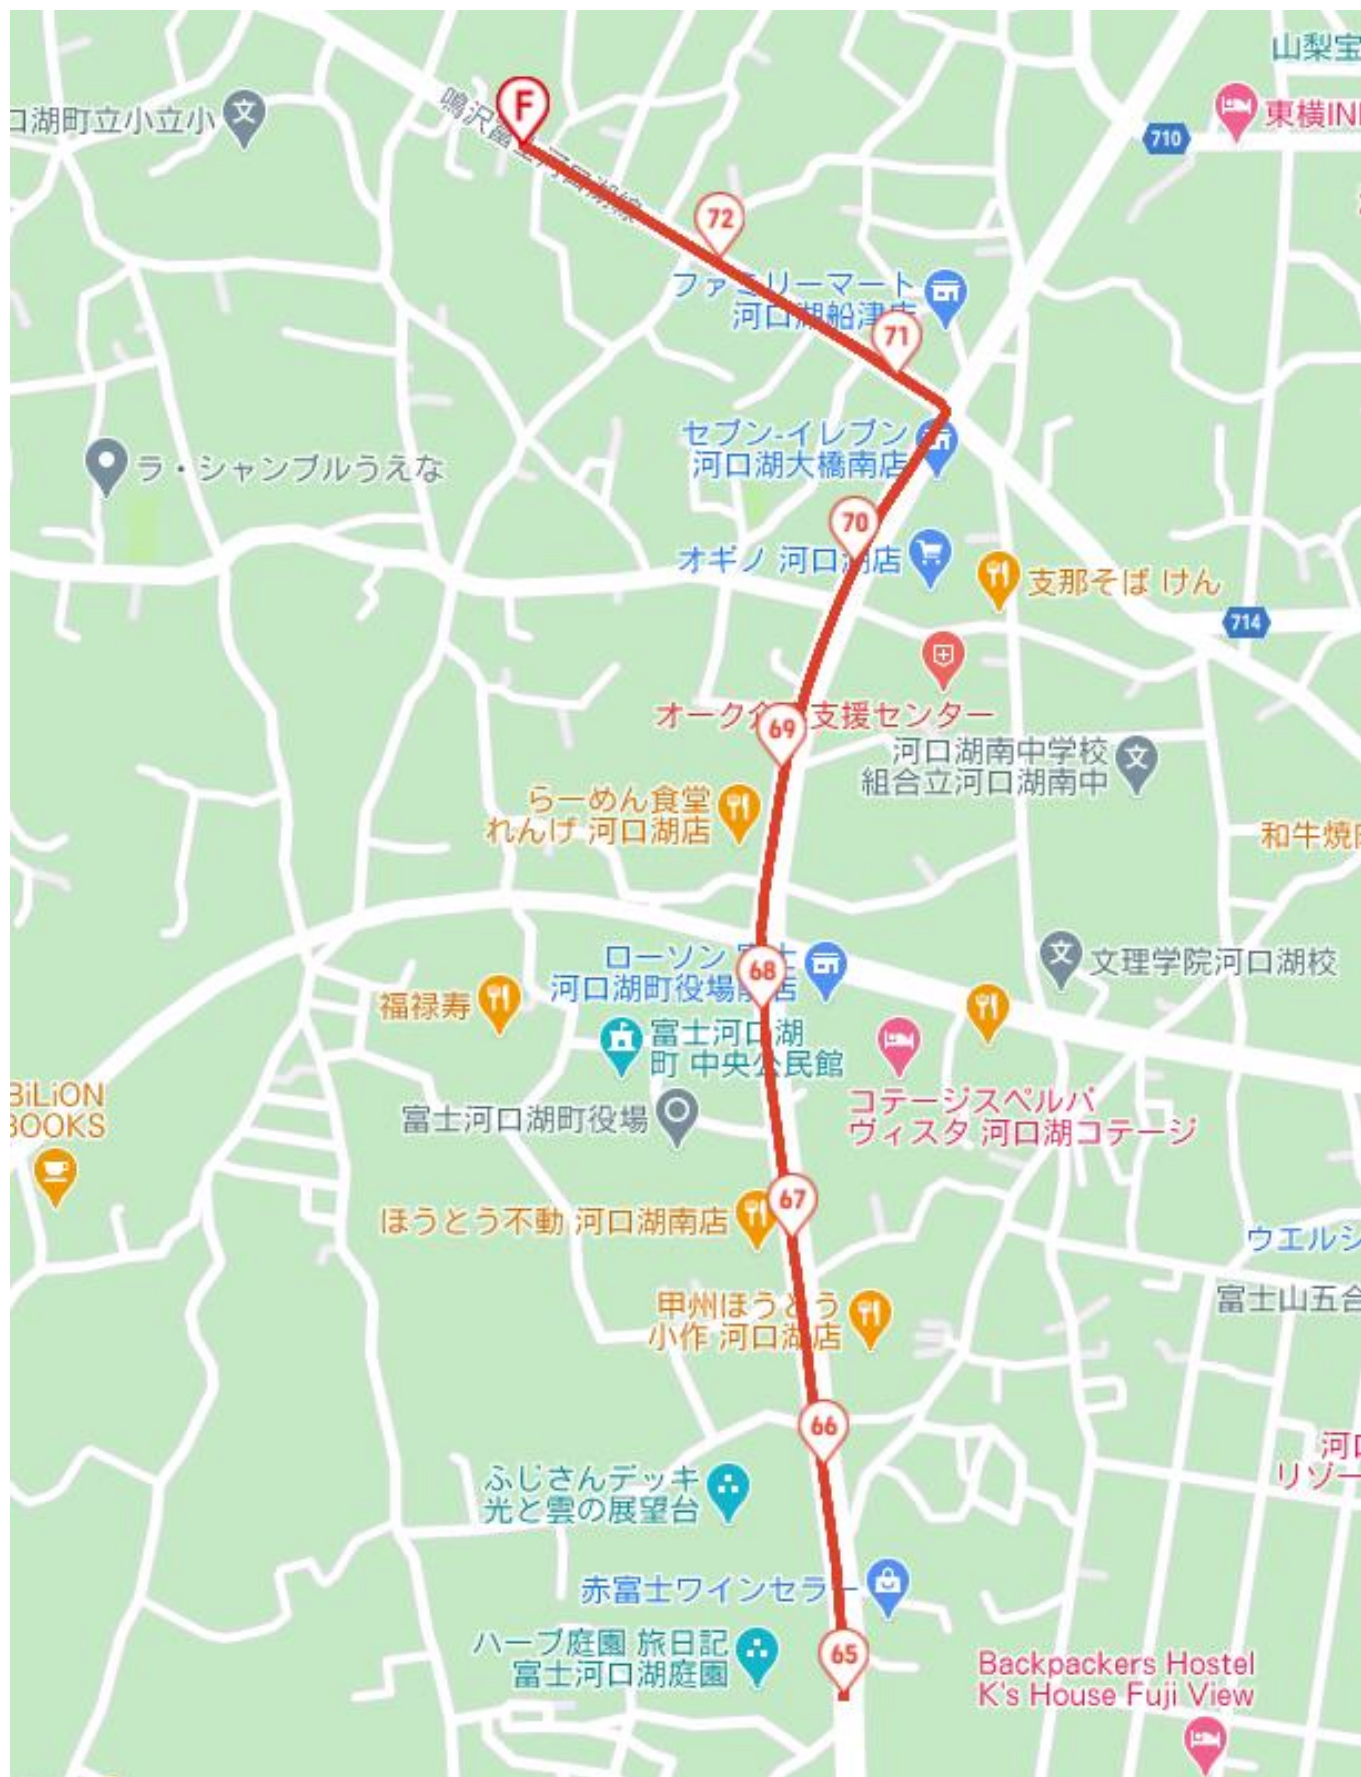 山梨宝
口湖町立小立小
F
東横INN
710
72
ファミリーマート
河口湖船津店
71
セブン-イレブン
河口湖大橋南店
ラ・シャンブルうえな
70
オギノ 河口湖店
支那そば けん
714
オーク介 支援センター
69
河口湖南中学校
組合立河口湖南中
らーめん食堂
れんげ 河口湖店
和牛焼肉
ローソン 富士
河口湖町役場前店
68
文理学院河口湖校
福禄寿
富士河口湖
町 中央公民館
コテージスペルバ
ヴィスタ 河口湖コテージ
BiLiON
BOOKS
富士河口湖町役場
67
ほうとう不動 河口湖南店
ウエルシ
富士山五合
甲州ほうとう
小作 河口湖店
66
河口
リゾー
ふじさんデッキ
光と雲の展望台
赤富士ワインセラー
ハーブ庭園 旅日記
富士河口湖庭園
65
Backpackers Hostel
K's House Fuji View